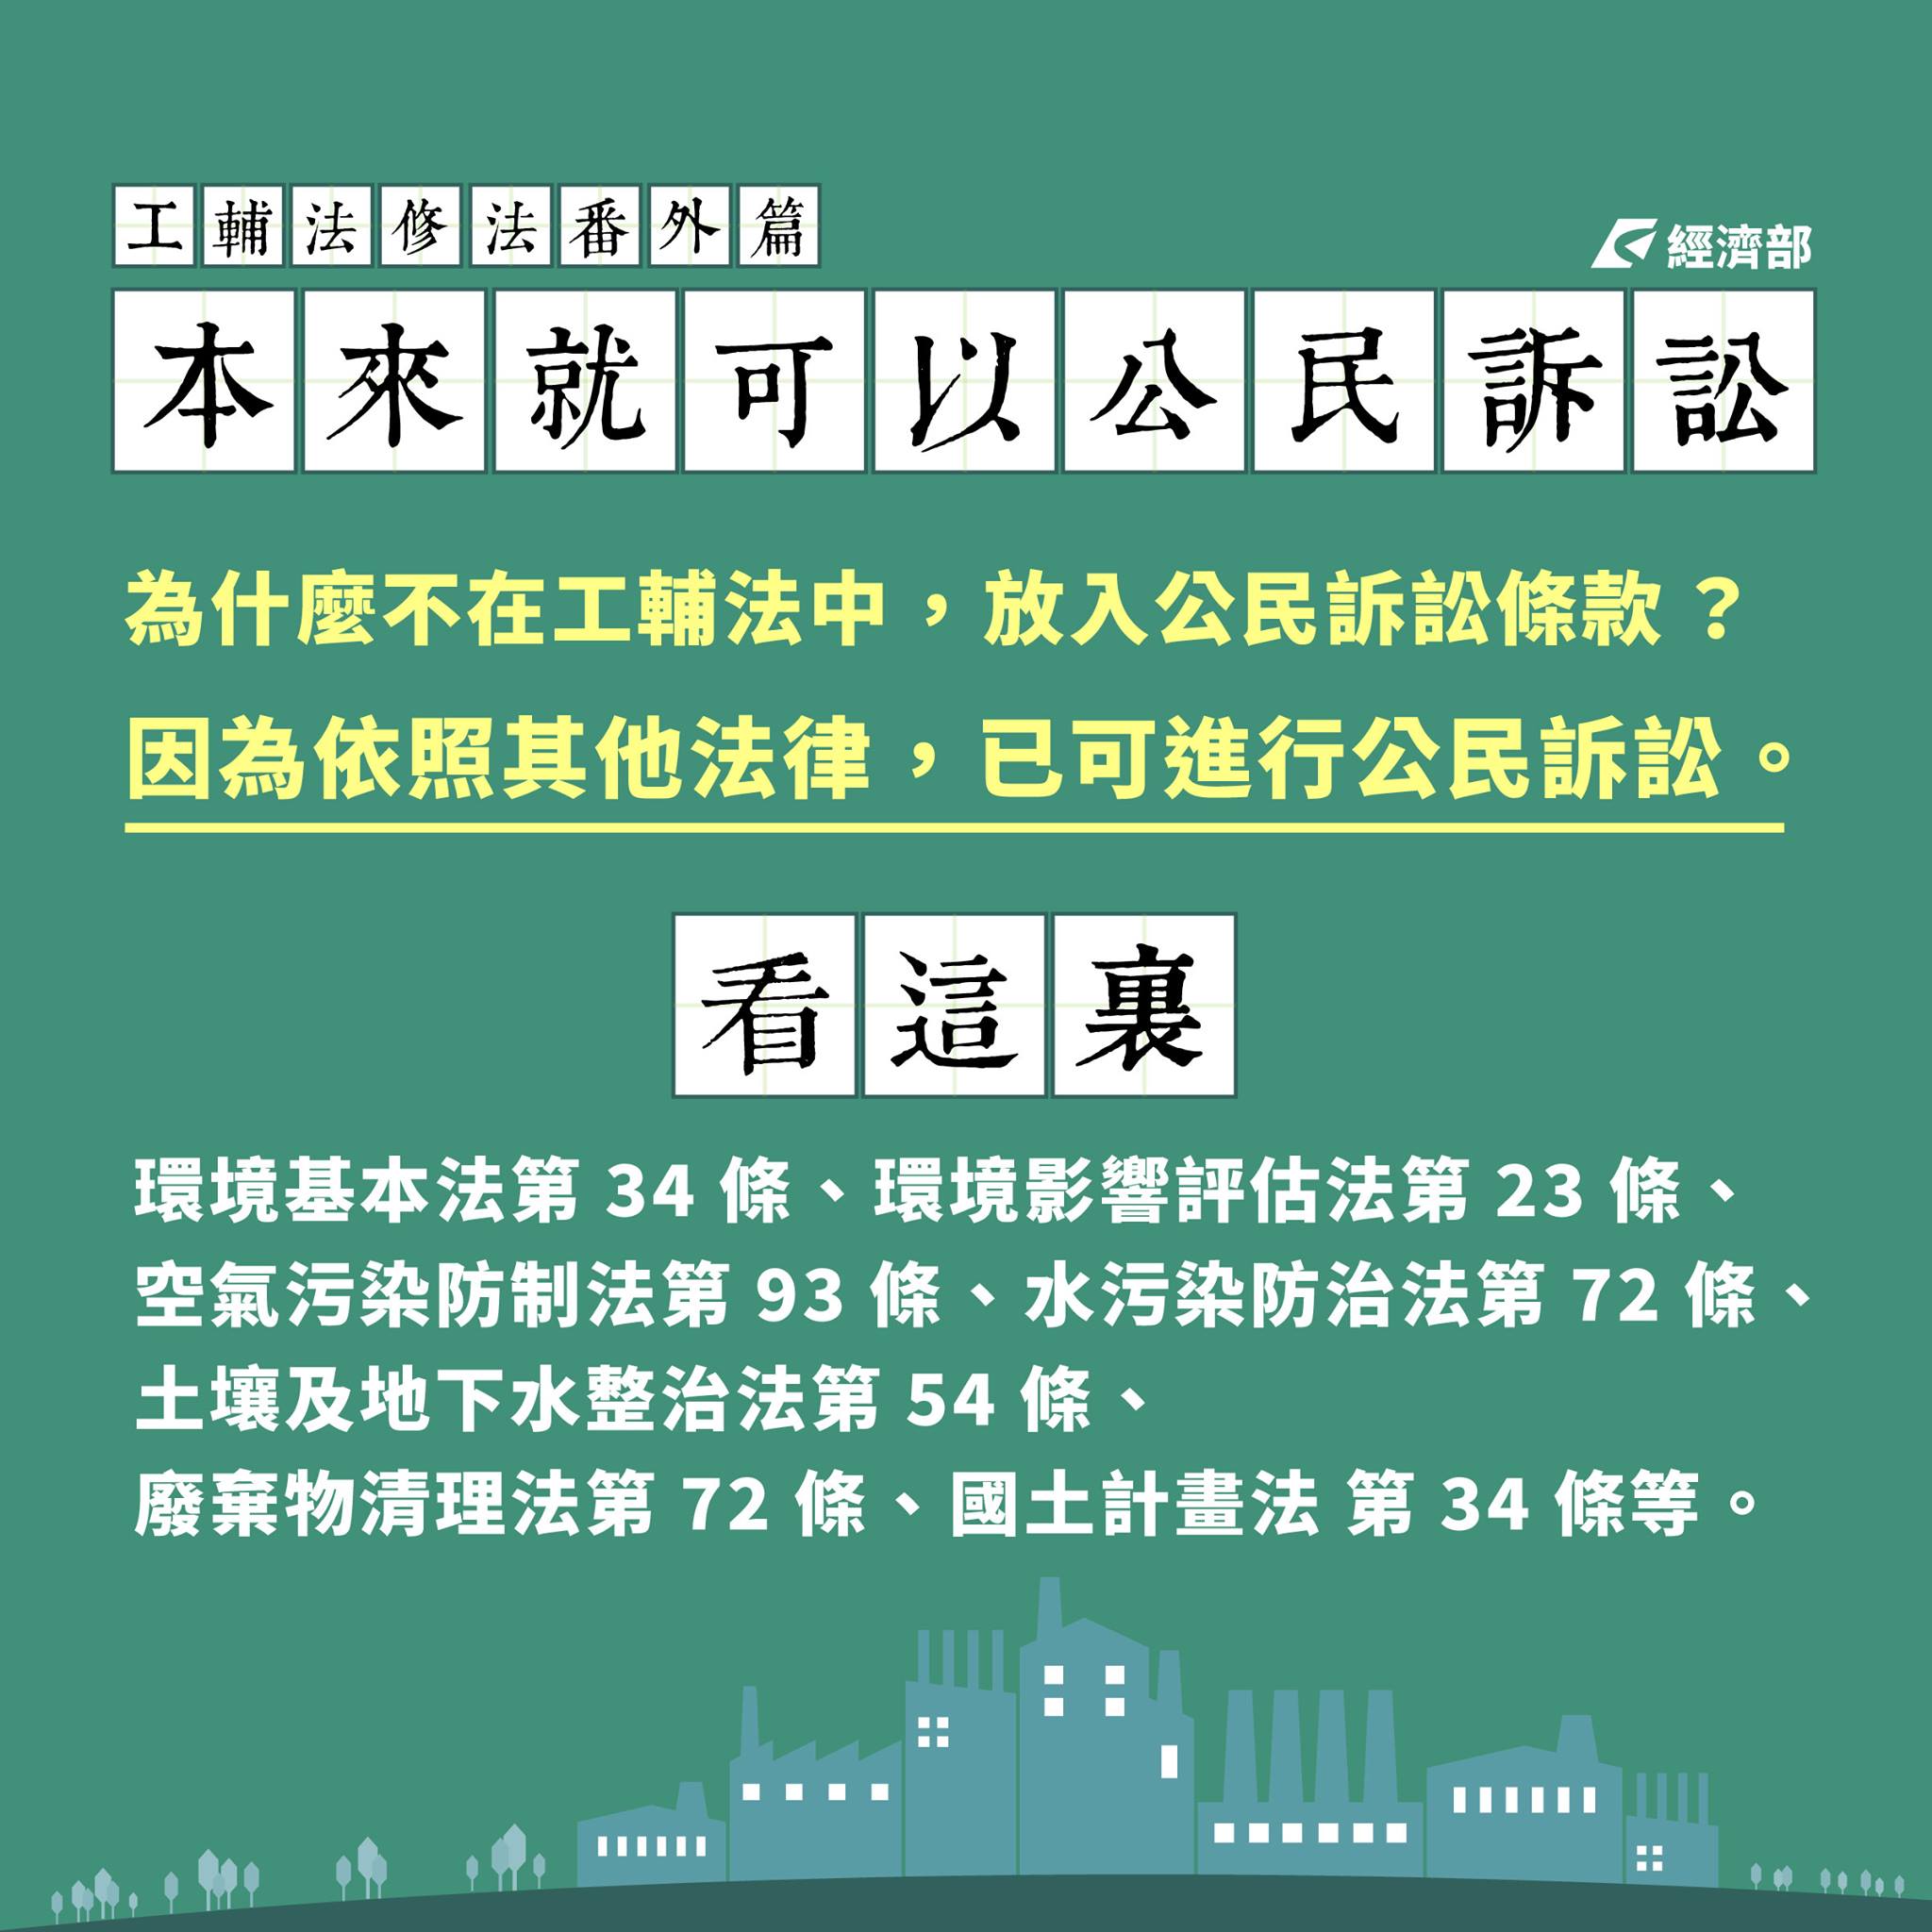 工輔法修法番外篇
經濟部
本來就可以公民訴訟
為什麼不在工輔法中，放入公民訴訟條款？
因為依照其他法律，已可進行公民訴訟。
看這裏
環境基本法第 34 條、環境影響評估法第 23 條、
空氣污染防制法第 93 條、水污染防治法第 72 條、
土壤及地下水整治法第 54 條、
廢棄物清理法第 72 條、國土計畫法 第 34 條等。